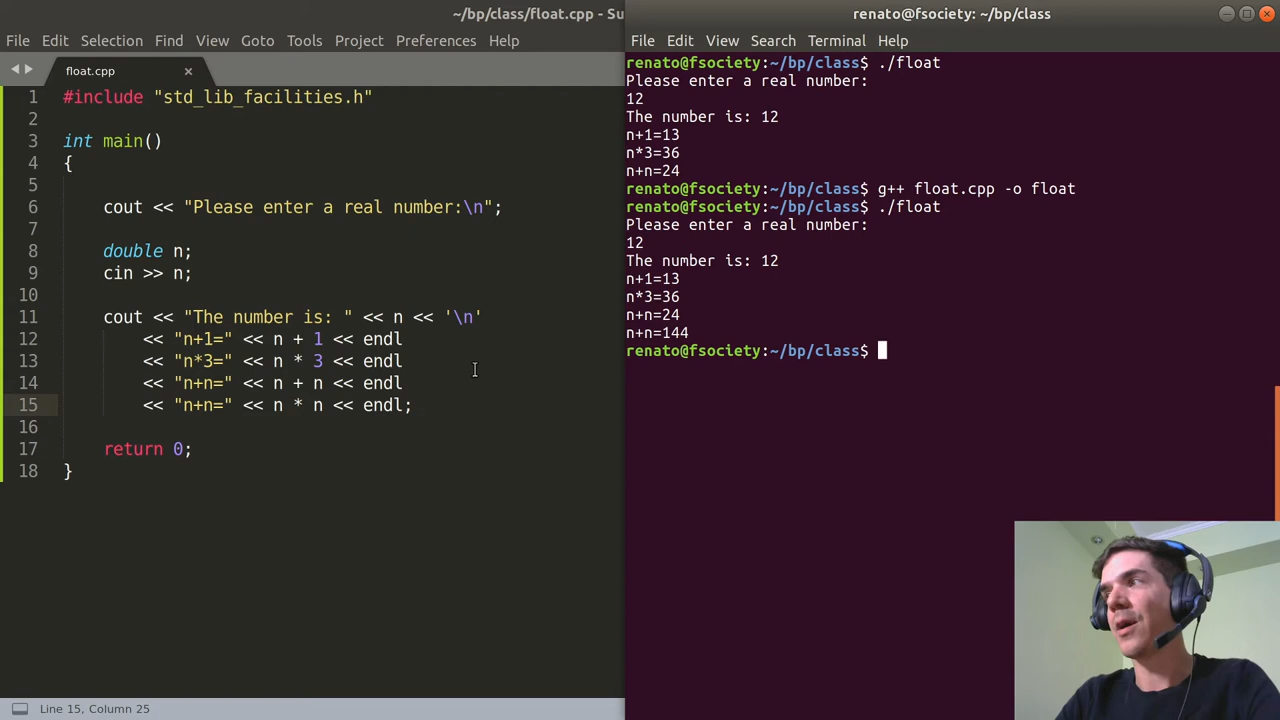 ~/bp/class/float.cpp - Su
File Edit Selection Find View Goto Tools Project Preferences Help
float.cpp ×
1 #include "std_lib_facilities.h"
2
3 int main()
4 {
5
6 cout << "Please enter a real number:\n";
7
8 double n;
9 cin >> n;
10
11 cout << "The number is: " << n << '\n'
12 << "n+1=" << n + 1 << endl
13 << "n*3=" << n * 3 << endl
14 << "n+n=" << n + n << endl
15 << "n+n=" << n * n << endl;
16
17 return 0;
18 }
Line 15, Column 25
renato@fsociety: ~/bp/class
File Edit View Search Terminal Help
renato@fsociety:~/bp/class$ ./float
Please enter a real number:
12
The number is: 12
n+1=13
n*3=36
n+n=24
renato@fsociety:~/bp/class$ g++ float.cpp -o float
renato@fsociety:~/bp/class$ ./float
Please enter a real number:
12
The number is: 12
n+1=13
n*3=36
n+n=24
n+n=144
renato@fsociety:~/bp/class$